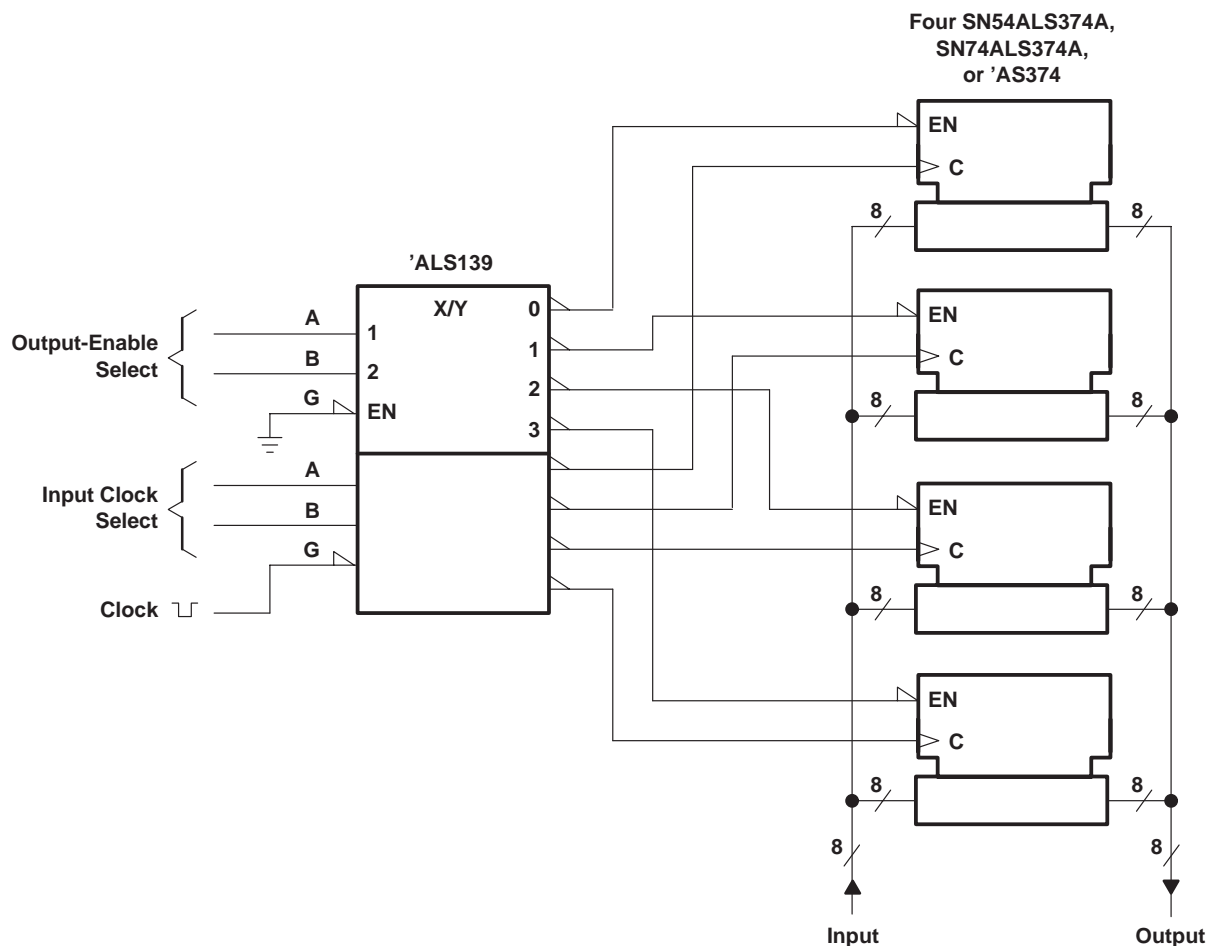 Four SN54ALS374A,
SN74ALS374A,
or ’AS374
EN
C
8
8
’ALS139
X/Y
0
1
2
3
Output-Enable
Select
A
1
B
2
G
EN
Input Clock
Select
A
B
G
Clock
EN
C
8
8
EN
C
8
8
EN
C
8
8
8
8
Input
Output